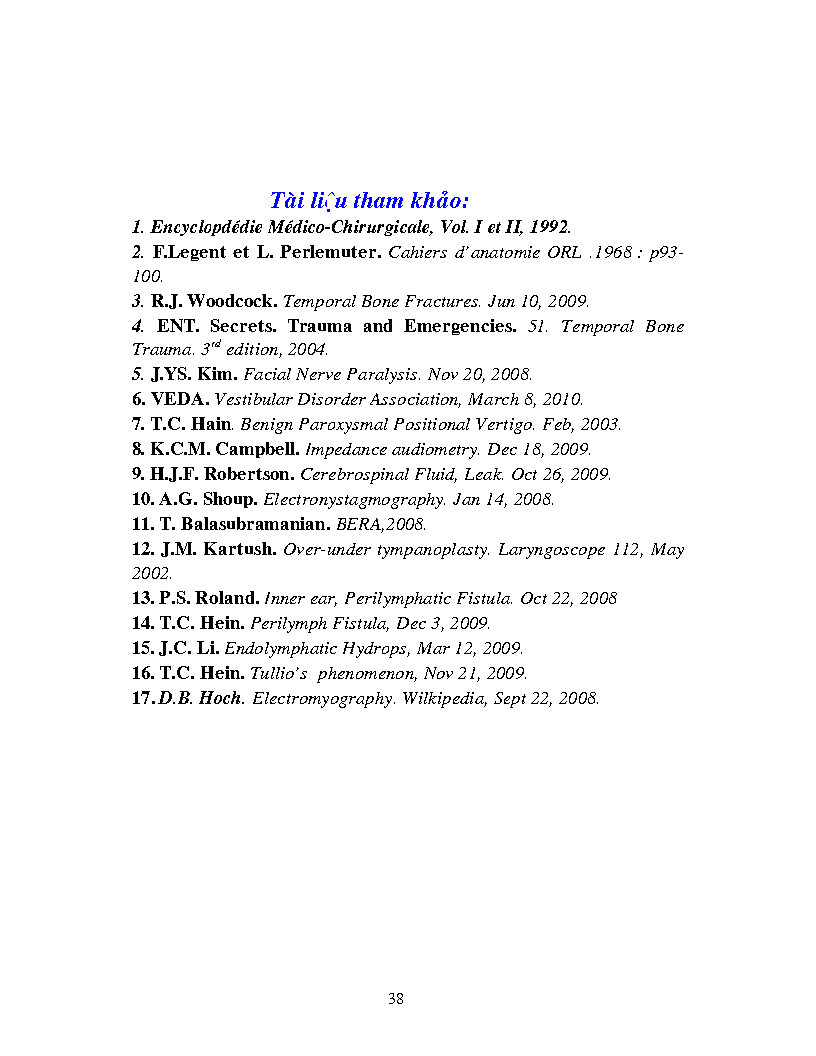 Tài liệu tham khảo:
1. Encyclopdédie Médico-Chirurgicale, Vol. I et II, 1992.
2. F.Legent et L. Perlemuter. Cahiers d’anatomie ORL .1968 : p93-
100.
3. R.J. Woodcock. Temporal Bone Fractures. Jun 10, 2009.
4. ENT. Secrets. Trauma and Emergencies. 51. Temporal Bone
Trauma. 3rd edition, 2004.
5. J.YS. Kim. Facial Nerve Paralysis. Nov 20, 2008.
6. VEDA. Vestibular Disorder Association, March 8, 2010.
7. T.C. Hain. Benign Paroxysmal Positional Vertigo. Feb, 2003.
8. K.C.M. Campbell. Impedance audiometry. Dec 18, 2009.
9. H.J.F. Robertson. Cerebrospinal Fluid, Leak. Oct 26, 2009.
10. A.G. Shoup. Electronystagmography. Jan 14, 2008.
11. T. Balasubramanian. BERA,2008.
12. J.M. Kartush. Over-under tympanoplasty. Laryngoscope 112, May
2002.
13. P.S. Roland. Inner ear, Perilymphatic Fistula. Oct 22, 2008
14. T.C. Hein. Perilymph Fistula, Dec 3, 2009.
15. J.C. Li. Endolymphatic Hydrops, Mar 12, 2009.
16. T.C. Hein. Tullio’s phenomenon, Nov 21, 2009.
17. D.B. Hoch. Electromyography. Wilkipedia, Sept 22, 2008.
38